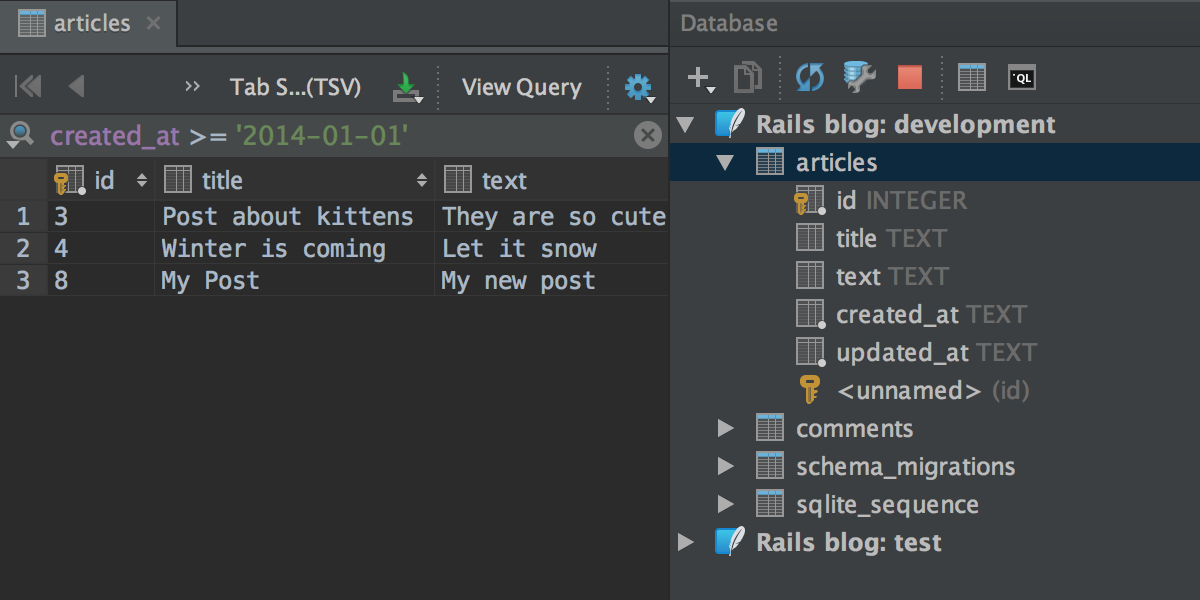 articles
Tab S...(TSV) View Query
created_at >= '2014-01-01'
id title text
1 3 Post about kittens They are so cute
2 4 Winter is coming Let it snow
3 8 My Post My new post
Database
QL
Rails blog: development
articles
id INTEGER
title TEXT
text TEXT
created_at TEXT
updated_at TEXT
<unnamed> (id)
comments
schema_migrations
sqlite_sequence
Rails blog: test